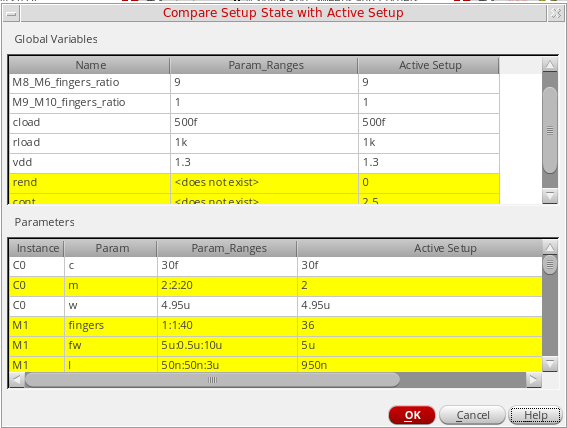 Compare Setup State with Active Setup
Global Variables
Name Param_Ranges Active Setup
M8_M6_fingers_ratio 9 9
M9_M10_fingers_ratio 1 1
cload 500f 500f
rload 1k 1k
vdd 1.3 1.3
rend <does not exist> 0
cont <does not exist> 2.5
Parameters
Instance Param Param_Ranges Active Setup
C0 c 30f 30f
C0 m 2:2:20 2
C0 w 4.95u 4.95u
M1 fingers 1:1:40 36
M1 fw 5u:0.5u:10u 5u
M1 l 50n:50n:3u 950n
OK Cancel Help